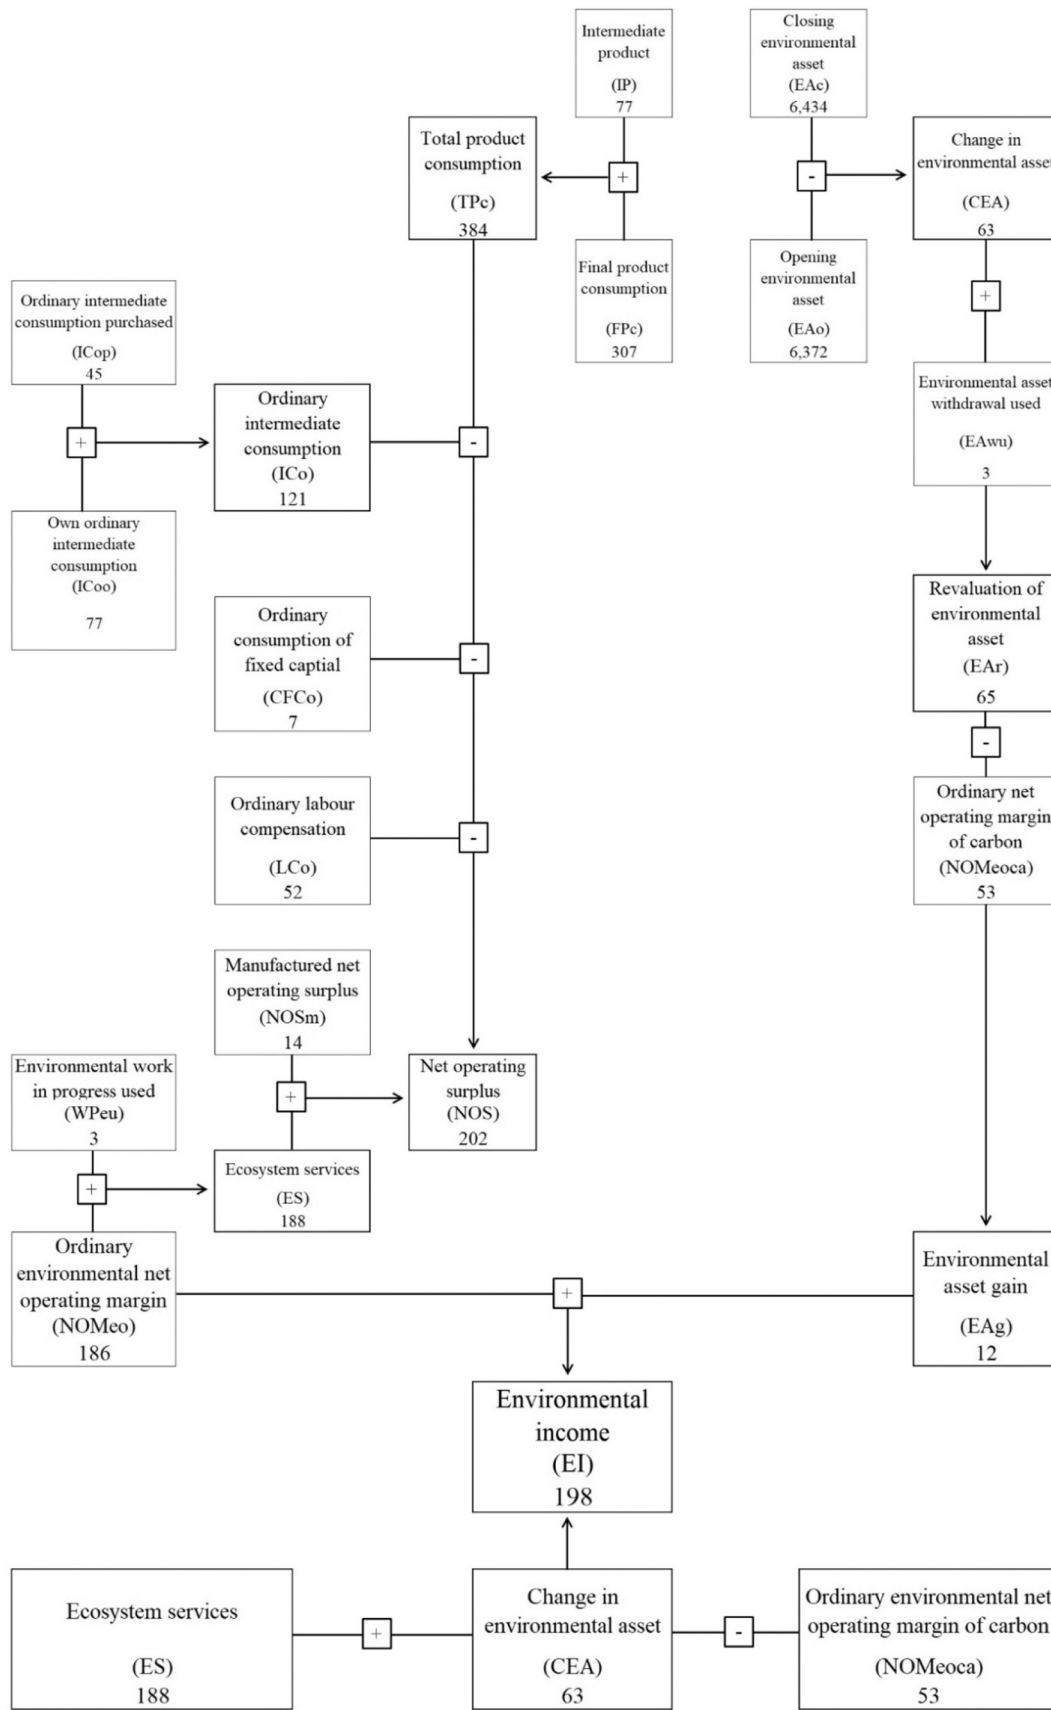 Intermediate
product
(IP)
77
Closing
environmental
asset
(EAc)
6,434
Total product
consumption
(TPc)
384
+
-
Change in
environmental asset
(CEA)
63
Final product
consumption
(FPc)
307
Opening
environmental
asset
(EAo)
6,372
+
Ordinary intermediate
consumption purchased
(ICop)
45
+
Own ordinary
intermediate
consumption
(ICoo)
77
Ordinary
intermediate
consumption
(ICo)
121
-
Environmental asset
withdrawal used
(EAwu)
3
Revaluation of
environmental
asset
(EAr)
65
-
Ordinary
consumption of
fixed captial
(CFCo)
7
-
Ordinary net
operating margin
of carbon
(NOMeoca)
53
Ordinary labour
compensation
(LCo)
52
-
Manufactured net
operating surplus
(NOSm)
14
+
Net operating
surplus
(NOS)
202
Environmental work
in progress used
(WPeu)
3
+
Ecosystem services
(ES)
188
Ordinary
environmental net
operating margin
(NOMeo)
186
+
Environmental
asset gain
(EAg)
12
Environmental
income
(EI)
198
Ecosystem services
(ES)
188
+
Change in
environmental asset
(CEA)
63
-
Ordinary environmental net
operating margin of carbon
(NOMeoca)
53